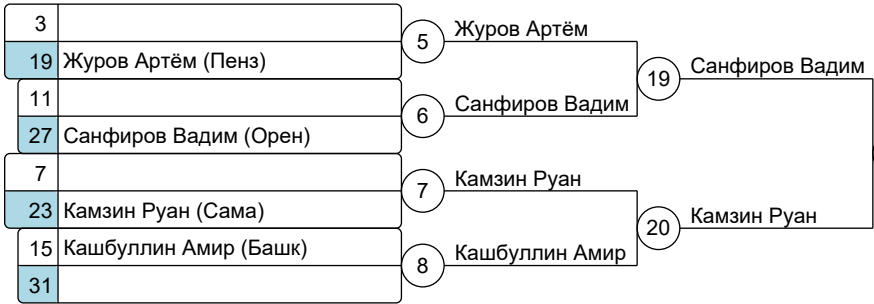 3
5 Журов Артём
19 Журов Артём (Пенз)
19 Санфиров Вадим
11
6 Санфиров Вадим
27 Санфиров Вадим (Орен)
7
7 Камзин Руан
23 Камзин Руан (Сама)
20 Камзин Руан
15 Кашбуллин Амир (Башк)
8 Кашбуллин Амир
31